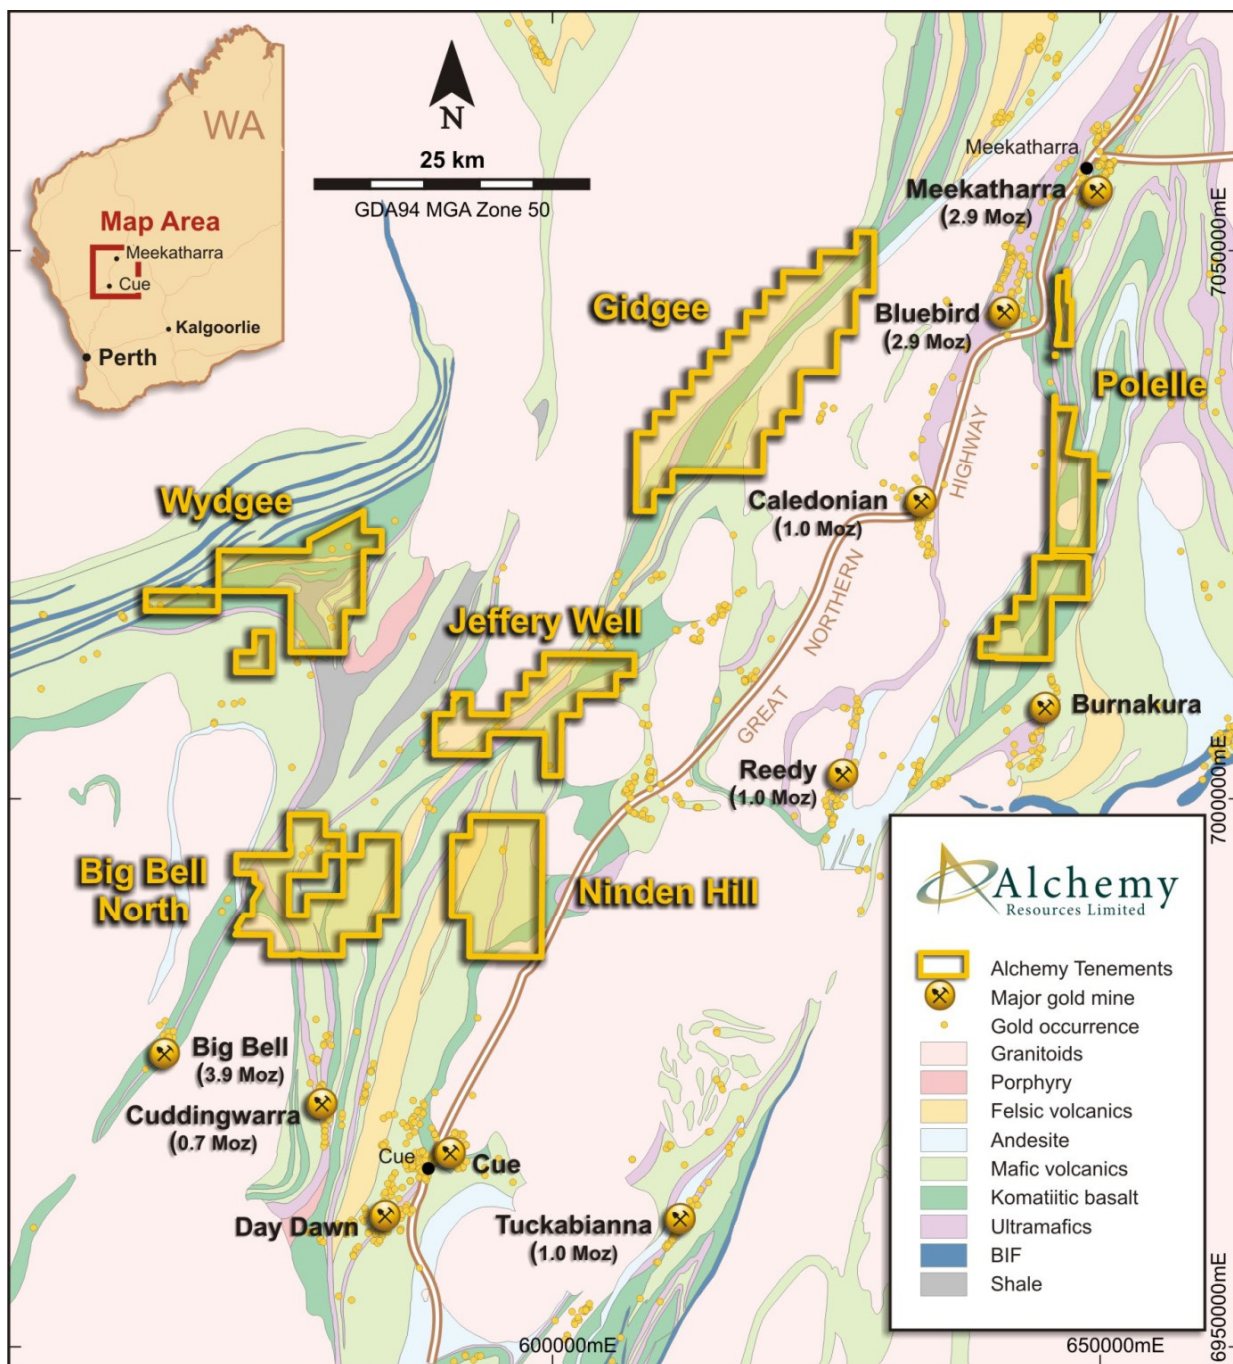 WA
Map Area
Meekatharra
Cue
Kalgoorlie
Perth
N
25 km
GDA94 MGA Zone 50
Meekatharra
Meekatharra
(2.9 Moz)
7050000mE
Gidgee
Bluebird
(2.9 Moz)
Polelle
HIGHWAY
Wydgee
Caledonian
(1.0 Moz)
NORTHERN
Jeffery Well
GREAT
Burnakura
Reedy
(1.0 Moz)
7000000mE
Big Bell
North
Ninden Hill
Big Bell
(3.9 Moz)
Cuddingwarra
(0.7 Moz)
Cue
Cue
Day Dawn
Tuckabianna
(1.0 Moz)
Alchemy
Resources Limited
Alchemy Tenements
Major gold mine
Gold occurrence
Granitoids
Porphyry
Felsic volcanics
Andesite
Mafic volcanics
Komatiitic basalt
Ultramafics
BIF
Shale
600000mE
650000mE
6950000mE